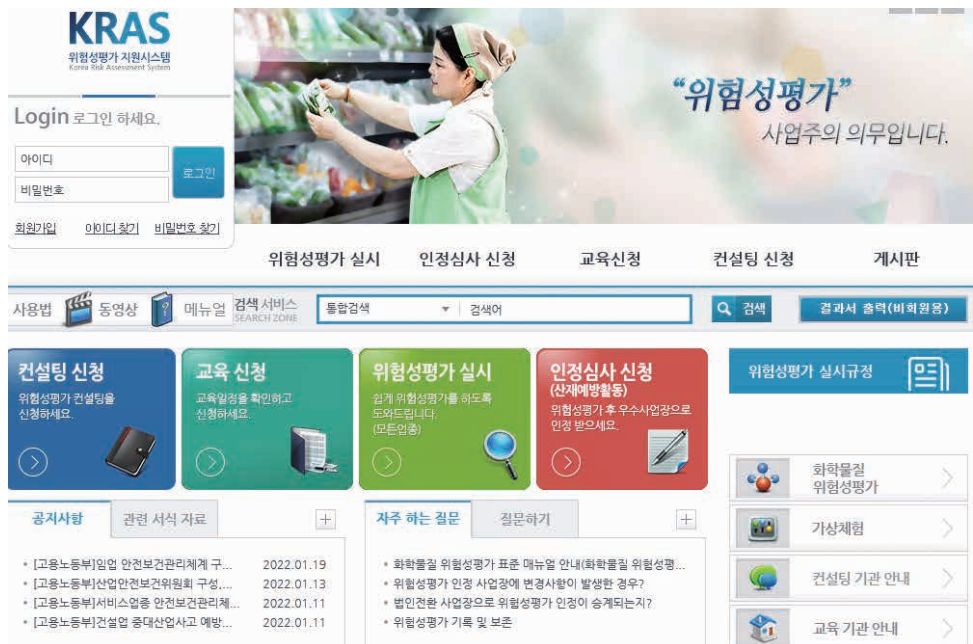 KRAS
위험성평가 지원시스템
Korea Risk Assessment System
Login 로그인 하세요.
아이디
비밀번호
로그인
회원가입 아이디 찾기 비밀번호 찾기
“위험성평가”
사업주의 의무입니다.
위험성평가 실시 인정심사 신청 교육신청 컨설팅 신청 게시판
사용법 동영상 메뉴얼 검색 서비스
SEARCH ZONE
통합검색 검색어 검색 결과서 출력(비회원용)
컨설팅 신청
위험성평가 컨설팅을
신청하세요.
교육 신청
교육일정을 확인하고
신청하세요.
위험성평가 실시
쉽게 위험성평가를 하도록
도와드립니다.
(모든업종)
인정심사 신청
(산재예방활동)
위험성평가 후 우수사업장으로
인정 받으세요.
위험성평가 실시규정
화학물질
위험성평가
가상체험
컨설팅 기관 안내
교육 기관 안내
공지사항 관련 서식 자료
• [고용노동부]임업 안전보건관리체계 구... 2022.01.19
• [고용노동부]산업안전보건위원회 구성,... 2022.01.13
• [고용노동부]서비스업종 안전보건관리체... 2022.01.11
• [고용노동부]건설업 중대산업사고 예방... 2022.01.11
자주 하는 질문 질문하기
• 화학물질 위험성평가 표준 매뉴얼 안내(화학물질 위험성평...
• 위험성평가 인정 사업장에 변경사항이 발생한 경우?
• 법인전환 사업장으로 위험성평가 인정이 승계되는지?
• 위험성평가 기록 및 보존